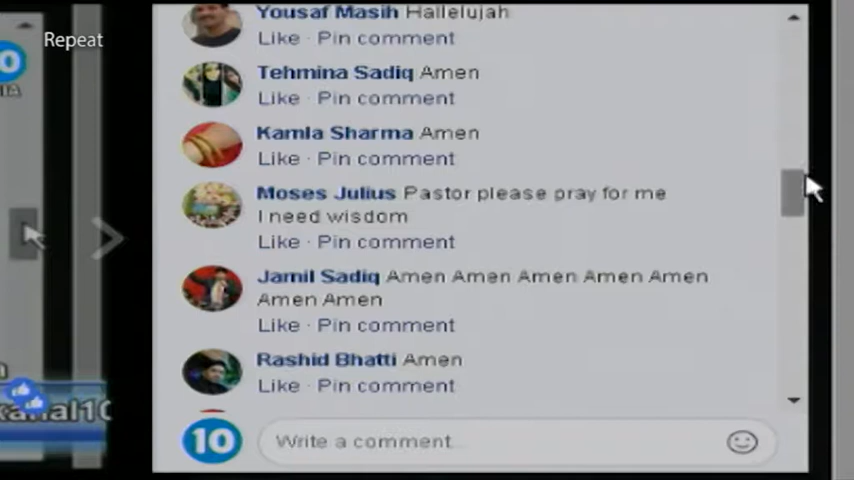 Repeat
Yousaf Masih Hallelujah
Like · Pin comment
Tehmina Sadiq Amen
Like · Pin comment
Kamla Sharma Amen
Like · Pin comment
Moses Julius Pastor please pray for me
I need wisdom
Like · Pin comment
Jamil Sadiq Amen Amen Amen Amen Amen
Amen Amen
Like · Pin comment
Rashid Bhatti Amen
Like · Pin comment
10
Write a comment...